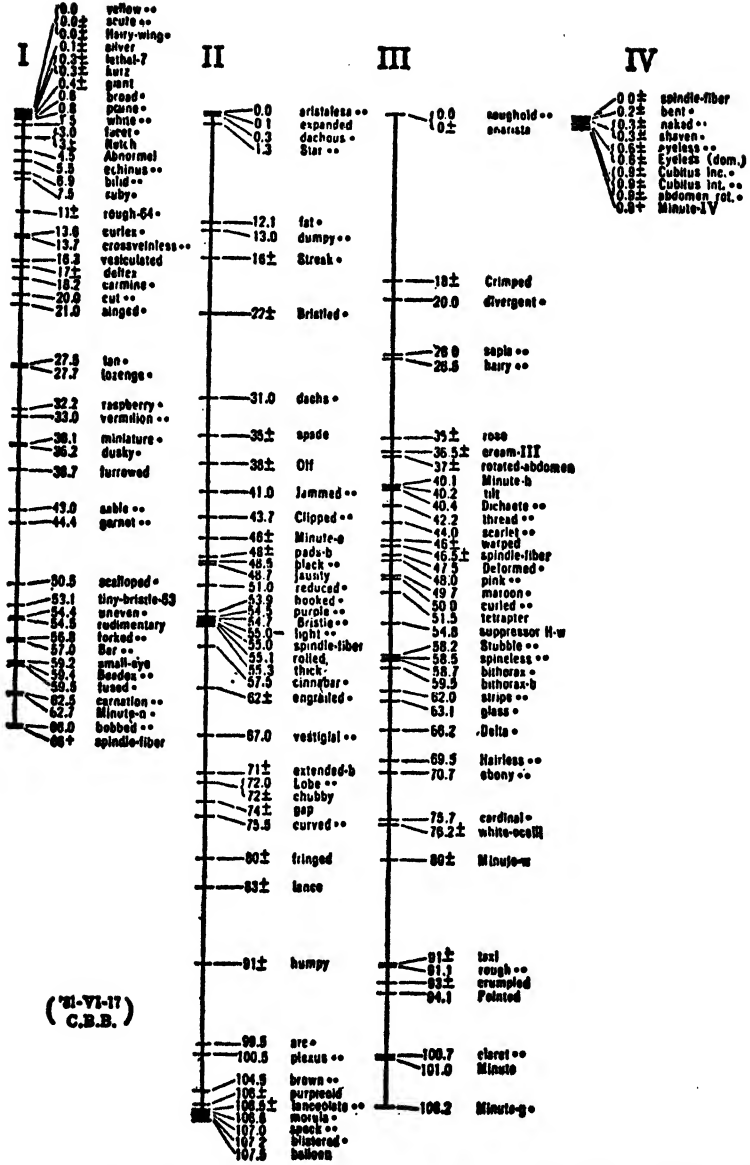 I
0.0 yellow ••
0.0± scute ••
0.0± Hairy-wing •
0.1 silver
0.3± lethal-7
0.3± kurz
0.4± giant
0.6 broad •
0.8 prune •
1.5 white ••
3.0 facet •
3± Notch
4.5 Abnormal
5.5 echinus ••
6.9 bifid ••
7.5 ruby •
11± rough-64 •
13.6 curlex •
13.7 crossveinless ••
16.3 vesiculated
17± deltex
18.2 carmine •
20.0 cut ••
21.0 singed •
27.5 tan •
27.7 lozenge •
32.2 raspberry •
33.0 vermilion ••
36.1 miniature •
36.2 dusky •
38.7 furrowed
43.0 sable ••
44.4 garnet ••
50.5 scalloped •
53.1 tiny-bristle-53
54.4 uneven •
54.5 rudimentary
56.8 forked ••
57.0 Bar ••
59.2 small-eye
59.4 Beadex ••
59.5 fused •
62.5 carnation ••
62.7 Minute-n •
66.0 bobbed ••
66+ spindle-fiber
('31-VI-17)
C.B.B.
II
0.0 aristaless ••
0.1 expanded
0.3 dachous •
1.3 Star ••
12.1 fat •
13.0 dumpy ••
16± Streak •
22± Bristled •
31.0 dachs •
35± spade
38± Olf
41.0 Jammed ••
43.7 Clipped ••
46± Minute-e
48± pads-b
48.5 black ••
48.7 jaunty
51.0 reduced •
53.9 hooked •
54.5 purple ••
54.7 Bristle ••
55.0– light ••
55.0 spindle-fiber
55.1 rolled
55.3 thick
57.5 cinnabar •
62± engrailed •
67.0 vestigial ••
71± extended-b
72.0 Lobe ••
72± chubby
74± gap
75.5 curved ••
80± fringed
83± lance
91± humpy
99.5 arc •
100.5 plexus ••
104.5 brown ••
106± purpleoid
106.5± lanceolate ••
106.8 morula •
107.0 speck ••
107.2 blistered •
107.5 balloon
III
0.0 roughoid ••
0± anarista
18± Crimped
20.0 divergent •
26.0 sepia ••
26.5 hairy ••
35± rose
36.5± cream-III
37± rotated-abdomen
40.1 Minute-h
40.2 tilt
40.4 Dichaete ••
42.2 thread ••
44.0 scarlet ••
46± warped
46.5± spindle-fiber
47.5 Deformed •
48.0 pink ••
49.7 maroon •
50.0 curled ••
51.5 tetrapter
54.8 suppressor H-w
58.2 Stubble ••
58.5 spineless ••
58.7 bithorax •
59.5 bithorax-b
62.0 stripe ••
63.1 glass •
66.2 Delta •
69.5 Hairless ••
70.7 ebony ••
75.7 cardinal •
76.2± white-ocelli
80± Minute-w
91± taxi
91.1 rough ••
93± crumpled
94.1 Pointed
100.7 claret ••
101.0 Minute
106.2 Minute-g •
IV
0.0± spindle-fiber
0.2± bent •
0.3± naked ••
0.3± shaven •
0.6± eyeless ••
0.6± Eyeless (dom.)
0.9± Cubitus inc. •
0.9± Cubitus int. ••
0.9± abdomen rot. •
0.9+ Minute-IV